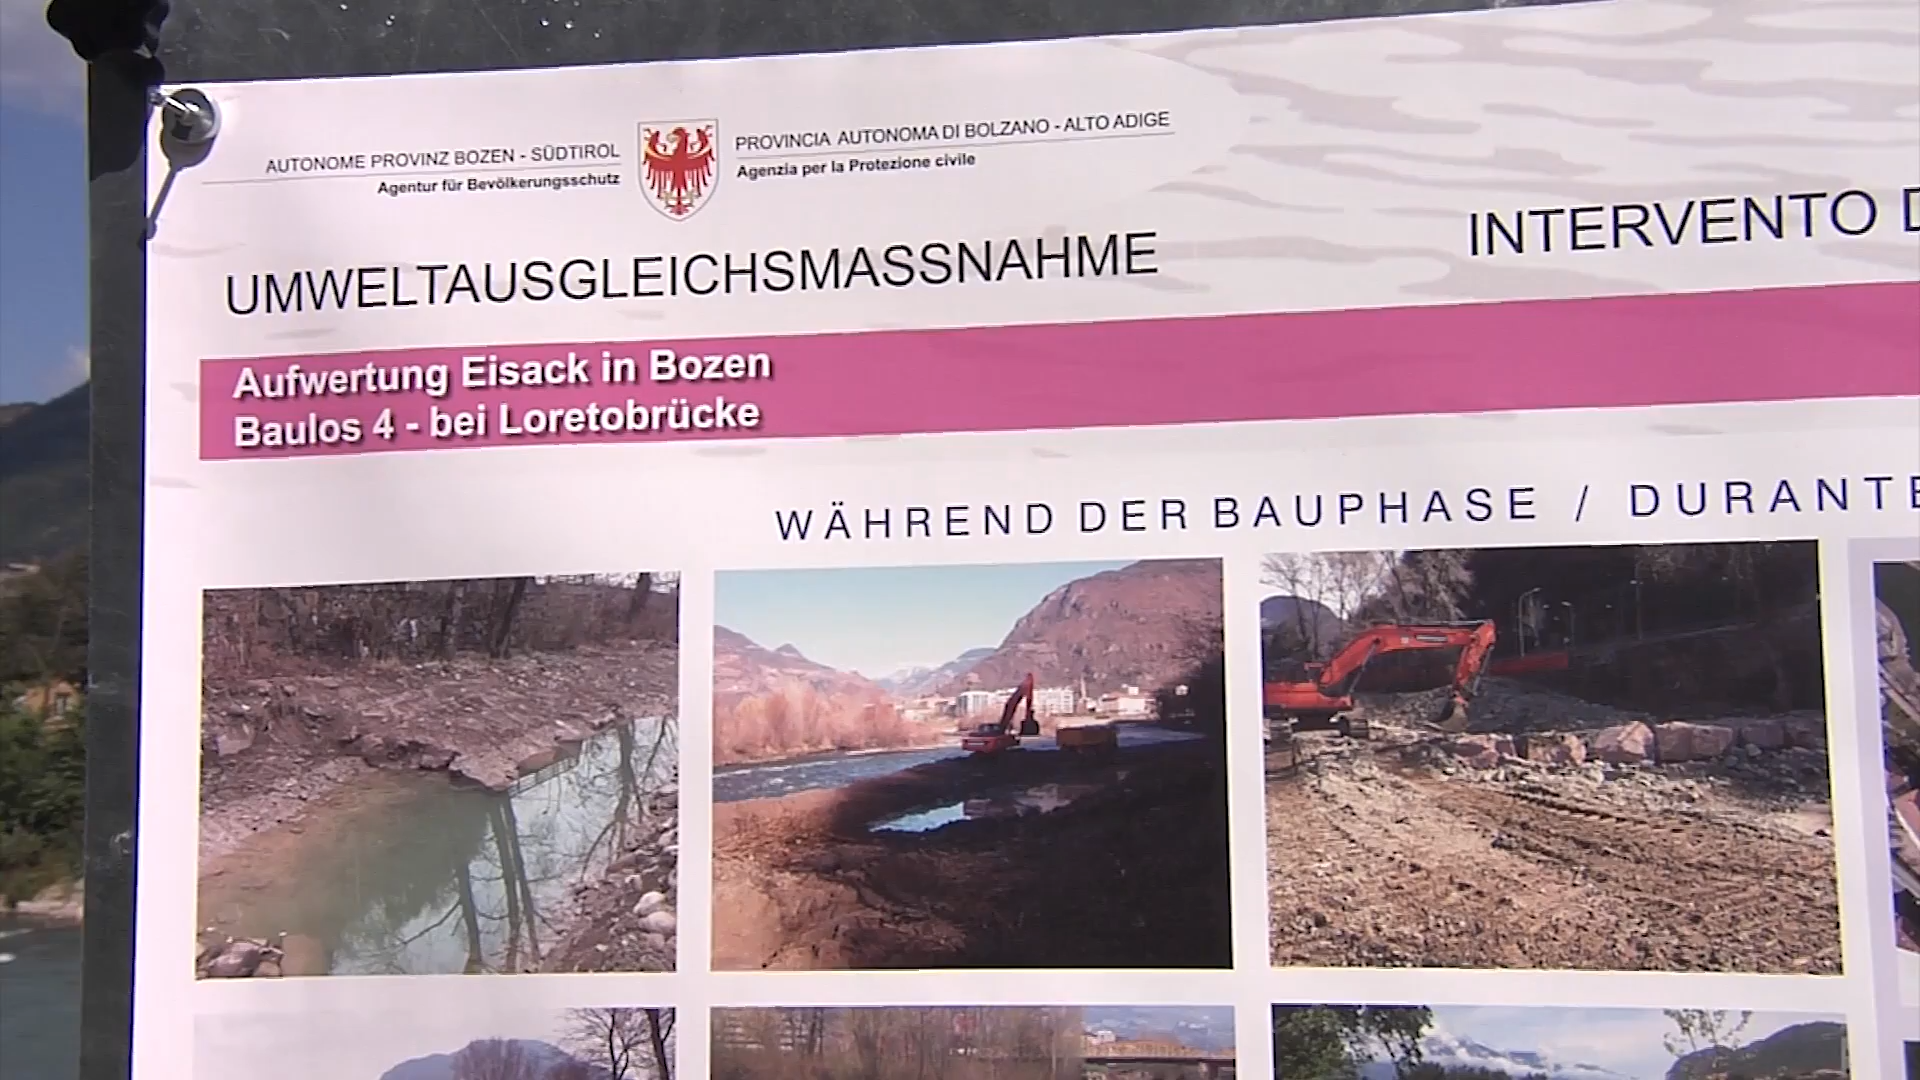 AUTONOME PROVINZ BOZEN - SÜDTIROL
Agentur für Bevölkerungsschutz
PROVINCIA AUTONOMA DI BOLZANO - ALTO ADIGE
Agenzia per la Protezione civile
UMWELTAUSGLEICHSMASSNAHME
INTERVENTO D
Aufwertung Eisack in Bozen
Baulos 4 - bei Loretobrücke
WÄHREND DER BAUPHASE / DURANTE